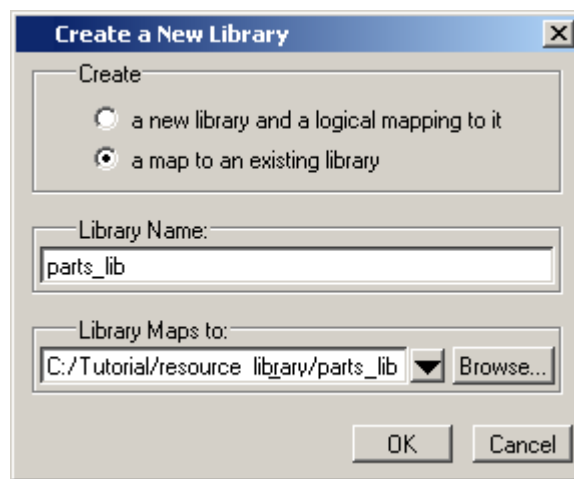 Create a New Library
Create
a new library and a logical mapping to it
a map to an existing library
Library Name:
parts_lib
Library Maps to:
C:/Tutorial/resource_library/parts_lib
Browse...
OK
Cancel